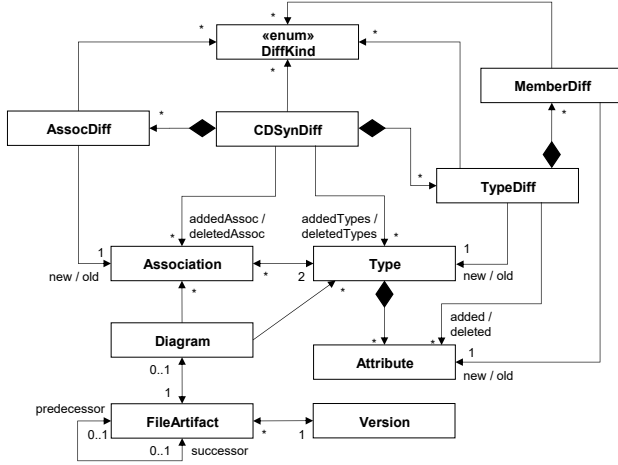 «enum»
DiffKind
*
*
*
*
MemberDiff
AssocDiff
*
CDSynDiff
*
*
TypeDiff
addedAssoc /
deletedAssoc
*
addedTypes /
deletedTypes
*
1
new / old
Association
*
2
Type
1
new / old
*
*
Diagram
added /
deleted
*
*
Attribute
1
new / old
0..1
1
predecessor
0..1
FileArtifact
*
1
Version
0..1
successor